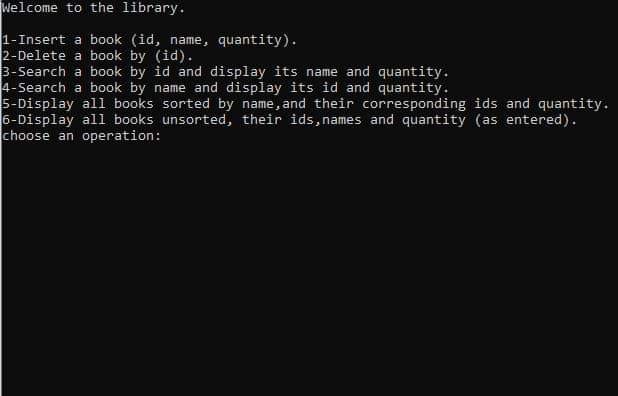 Welcome to the library.
1-Insert a book (id, name, quantity).
2-Delete a book by (id).
3-Search a book by id and display its name and quantity.
4-Search a book by name and display its id and quantity.
5-Display all books sorted by name,and their corresponding ids and quantity.
6-Display all books unsorted, their ids,names and quantity (as entered).
choose an operation: